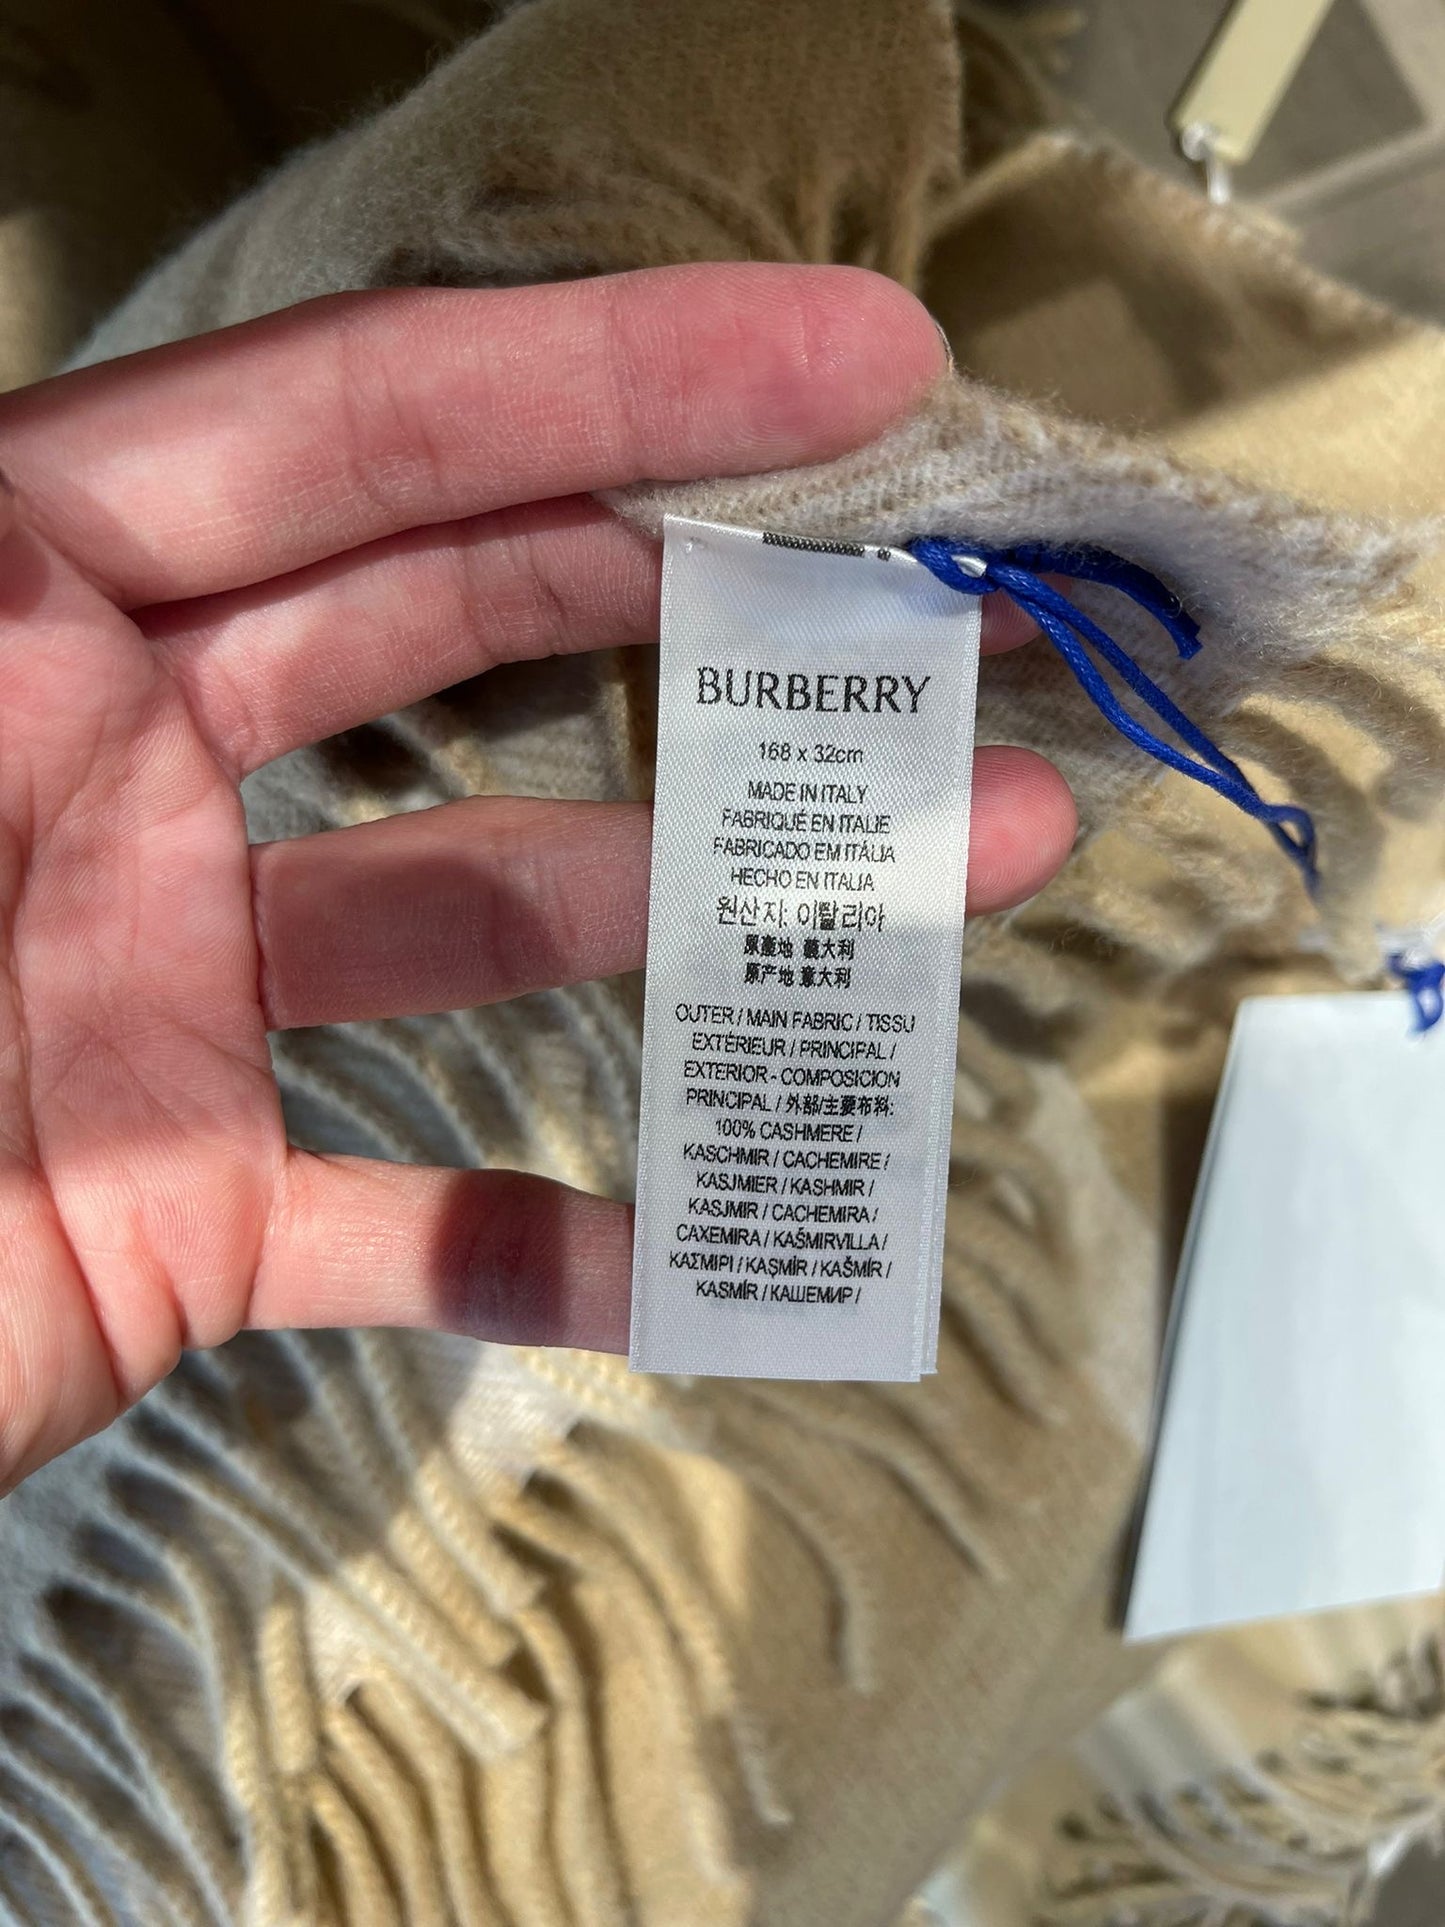 BURBERRY
168 x 32cm
MADE IN ITALY
FABRIQUÉ EN ITALIE
FABRICADO EM ITÁLIA
HECHO EN ITALIA
원산지: 이탈리아
原產地 義大利
原产地 意大利
OUTER / MAIN FABRIC / TISSU
EXTÉRIEUR / PRINCIPAL /
EXTERIOR - COMPOSICION
PRINCIPAL / 外部/主要布料:
100% CASHMERE /
KASCHMIR / CACHEMIRE /
KASJMIER / KASHMIR /
KASJMIR / CACHEMIRA /
CAXEMIRA / KAŠMIRVILLA /
ΚΑΣΜΙΡΙ / KAŞMİR / KAŠMÍR /
KASMÍR / КАШЕМИР /